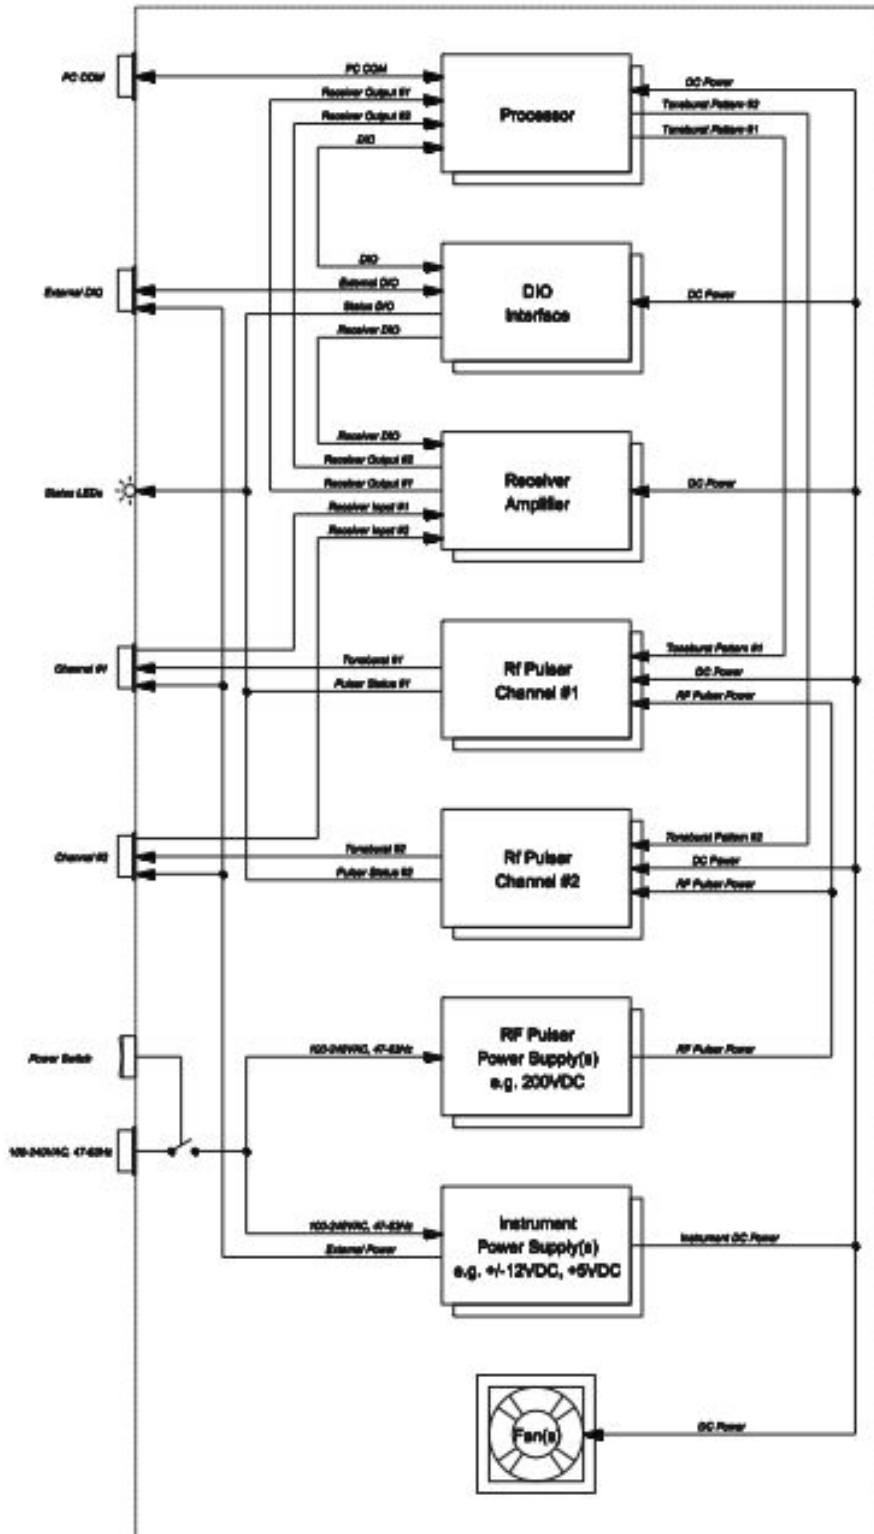 PC COM
PC COM
Receiver Output #1
Receiver Output #2
DIO
Processor
DC Power
Toneburst Pattern #2
Toneburst Pattern #1
External DIO
DIO
External DIO
Status DIO
Receiver DIO
DIO
Interface
DC Power
Status LEDs
Receiver DIO
Receiver Output #2
Receiver Output #1
Receiver Input #1
Receiver Input #2
Receiver
Amplifier
DC Power
Channel #1
Toneburst #1
Pulser Status #1
Rf Pulser
Channel #1
Toneburst Pattern #1
DC Power
RF Pulser Power
Channel #2
Toneburst #2
Pulser Status #2
Rf Pulser
Channel #2
Toneburst Pattern #2
DC Power
RF Pulser Power
Power Switch
100-240VAC, 47-63Hz
RF Pulser
Power Supply(s)
e.g. 200VDC
RF Pulser Power
100-240VAC, 47-63Hz
100-240VAC, 47-63Hz
External Power
Instrument
Power Supply(s)
e.g. +/-12VDC, +5VDC
Instrument DC Power
Fan(s)
DC Power